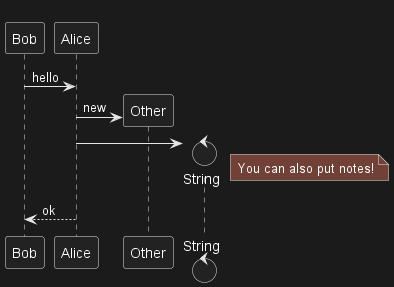 Bob Alice
hello
new Other
String
You can also put notes!
ok
Bob Alice Other String